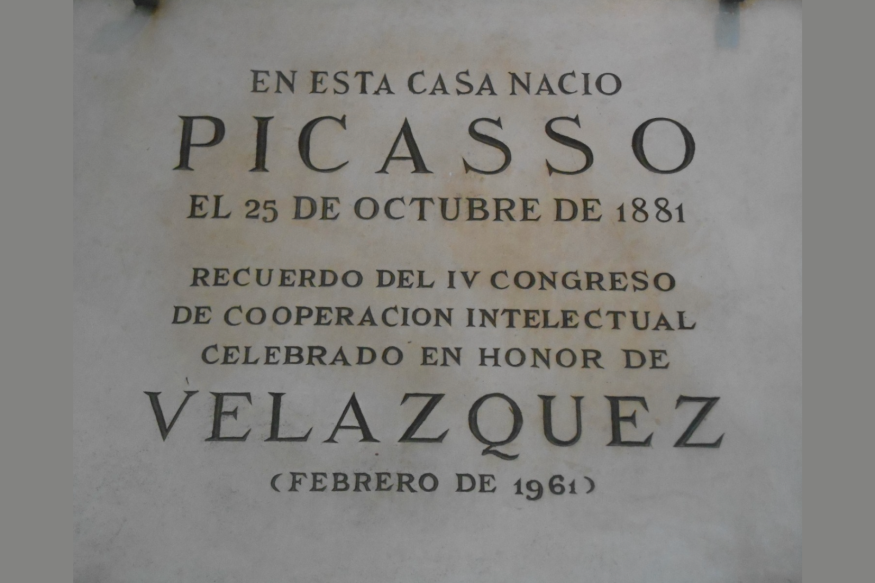 EN ESTA CASA NACIO
PICASSO
EL 25 DE OCTUBRE DE 1881
RECUERDO DEL IV CONGRESO
DE COOPERACION INTELECTUAL
CELEBRADO EN HONOR DE
VELAZQUEZ
(FEBRERO DE 1961)